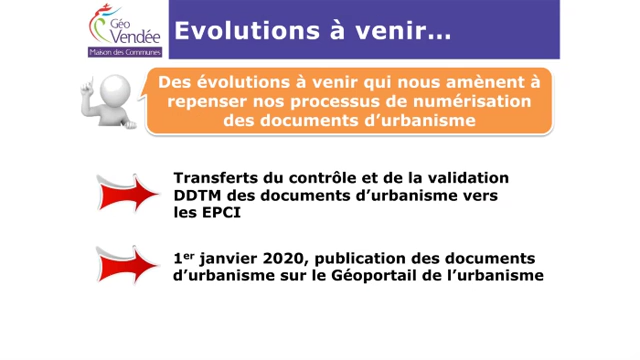 Géo
Vendée
Maison des Communes
Evolutions à venir…
Des évolutions à venir qui nous amènent à
repenser nos processus de numérisation
des documents d’urbanisme
Transferts du contrôle et de la validation
DDTM des documents d’urbanisme vers
les EPCI
1er janvier 2020, publication des documents
d’urbanisme sur le Géoportail de l’urbanisme